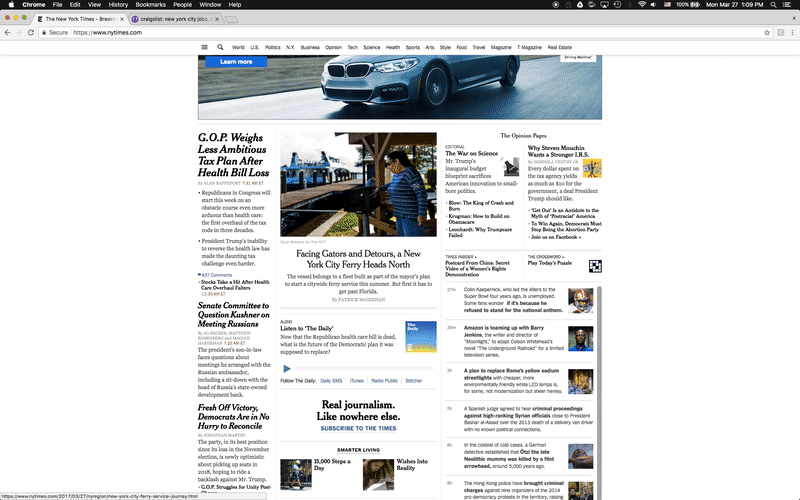 Chrome File Edit View History Bookmarks People Window Help
100% Mon Mar 27 1:09 PM
The New York Times - Breaki
craigslist: new york city jobs,
Secure https://www.nytimes.com
World U.S. Politics N.Y. Business Opinion Tech Science Health Sports Arts Style Food Travel Magazine T Magazine Real Estate
Learn more
Driving Machine
G.O.P. Weighs
Less Ambitious
Tax Plan After
Health Bill Loss
By ALAN RAPPEPORT 7:31 AM ET
• Republicans in Congress will
start this week on an
obstacle course even more
arduous than health care:
the first overhaul of the tax
code in three decades.
• President Trump's inability
to reverse the health law has
made the daunting tax
challenge even harder.
637 Comments
• Stocks Take a Hit After Health
Care Overhaul Falters
11:33 AM ET
Senate Committee to
Question Kushner on
Meeting Russians
By JO BECKER, MATTHEW
ROSENBERG and MAGGIE
HABERMAN 7:25 AM ET
The president's son-in-law
faces questions about
meetings he arranged with the
Russian ambassador,
including a sit-down with the
head of Russia's state-owned
development bank.
Fresh Off Victory,
Democrats Are in No
Hurry to Reconcile
By JONATHAN MARTIN
The party, in its best position
since its loss in the November
election, is newly optimistic
about picking up seats in
2018, hoping to ride a
backlash against Mr. Trump.
• G.O.P. Struggles for Unity Post-
Facing Gators and Detours, a New
York City Ferry Heads North
The vessel belongs to a fleet built as part of the mayor's plan
to start a citywide ferry service this summer. But first it has to
get past Florida.
By PATRICK McGEEHAN
AUDIO
Listen to 'The Daily'
Now that the Republican health care bill is dead,
what is the future of the Democratic plan it was
supposed to replace?
The
Daily
Follow The Daily: Daily SMS iTunes Radio Public Stitcher
Real journalism.
Like nowhere else.
SUBSCRIBE TO THE TIMES
SMARTER LIVING
15,000 Steps a
Day
Wishes Into
Reality
The Opinion Pages
EDITORIAL
The War on Science
Mr. Trump's
inaugural budget
blueprint sacrifices
American innovation to small-
bore politics.
• Blow: The King of Crash and
Burn
• Krugman: How to Build on
Obamacare
• Leonhardt: Why Trumpcare
Failed
Why Steven Mnuchin
Wants a Stronger I.R.S.
By DENNIS J. VENTRY JR.
Every dollar spent on
the tax agency yields
as much as $10 for the
government, a deal President
Trump should like.
• 'Get Out' Is an Antidote to the
Myth of 'Postracial' America
• To Win Again, Democrats Must
Stop Being the Abortion Party
• Join us on Facebook »
TIMES INSIDER »
Postcard From China: Secret
Video of a Women's Rights
Demonstration
THE CROSSWORD »
Play Today's Puzzle
27m
Colin Kaepernick, who led the 49ers to the
Super Bowl four years ago, is unemployed.
Some fans wonder if it's because he
refused to stand for the national anthem.
Amazon is teaming up with Barry
Jenkins, the writer and director of
"Moonlight," to adapt Colson Whitehead's
novel "The Underground Railroad" for a limited
television series.
A plan to replace Rome's yellow sodium
streetlights with cheaper, more
environmentally friendly white LED lamps is,
for some, not modernization but sheer heresy.
A Spanish judge agreed to hear criminal proceedings
against high-ranking Syrian officials close to President
Bashar al-Assad over the 2013 death of a delivery van driver
with no known political connections.
In the coldest of cold cases, a German
detective established that Ötzi the late
Neolithic mummy was killed by a flint
arrowhead, around 5,000 years ago.
The Hong Kong police have brought criminal
charges against nine organizers of the 2014
pro-democracy protests in the territory, raising
https://www.nytimes.com/2017/03/27/nyregion/new-york-city-ferry-service-journey.html